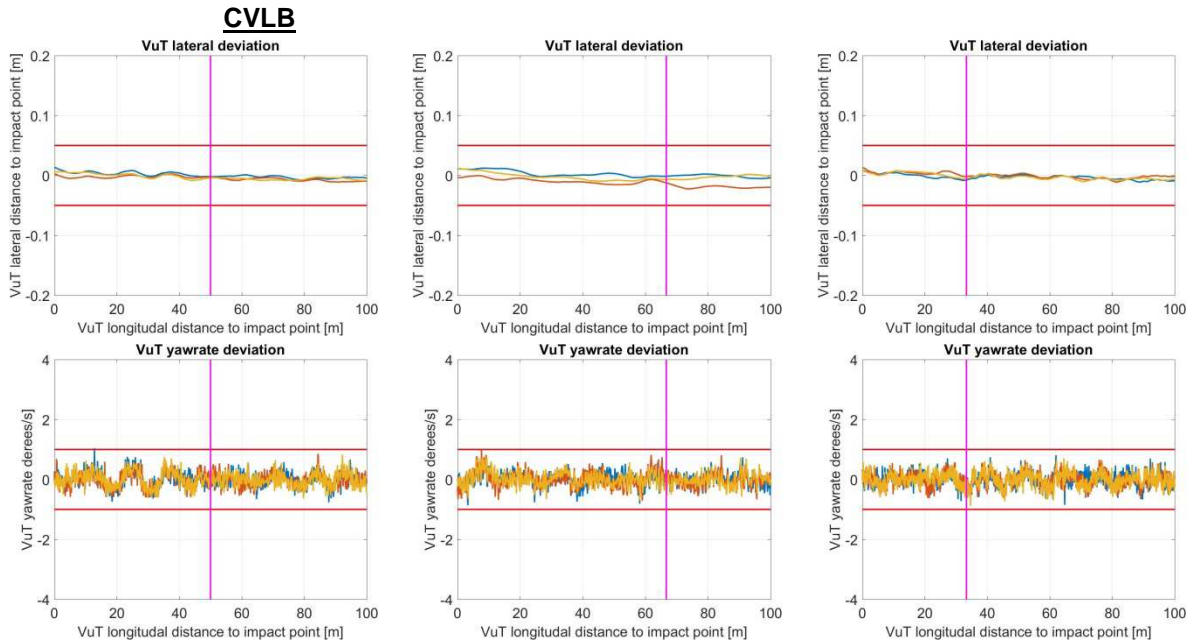 CVLB
VuT lateral deviation
0.2
0.1
0
-0.1
-0.2
VuT lateral distance to impact point [m]
0 20 40 60 80 100
VuT longitudal distance to impact point [m]
VuT lateral deviation
0.2
0.1
0
-0.1
-0.2
VuT lateral distance to impact point [m]
0 20 40 60 80 100
VuT longitudal distance to impact point [m]
VuT lateral deviation
0.2
0.1
0
-0.1
-0.2
VuT lateral distance to impact point [m]
0 20 40 60 80 100
VuT longitudal distance to impact point [m]
VuT yawrate deviation
4
2
0
-2
-4
VuT yawrate derees/s]
0 20 40 60 80 100
VuT longitudal distance to impact point [m]
VuT yawrate deviation
4
2
0
-2
-4
VuT yawrate derees/s]
0 20 40 60 80 100
VuT longitudal distance to impact point [m]
VuT yawrate deviation
4
2
0
-2
-4
VuT yawrate derees/s]
0 20 40 60 80 100
VuT longitudal distance to impact point [m]